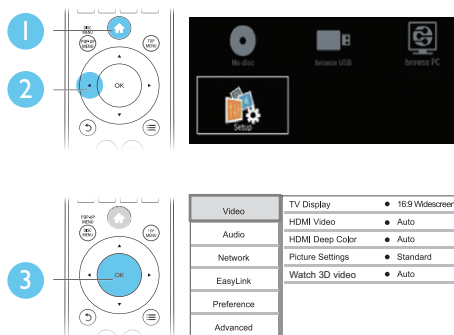 1
DISC MENU
POP-UP MENU
TOP MENU
2
OK
No disc
browse USB
browse PC
Setup
POP-UP MENU
DISC MENU
TOP MENU
3
OK
Video
Audio
Network
EasyLink
Preference
Advanced
TV Display • 16:9 Widescreen
HDMI Video • Auto
HDMI Deep Color • Auto
Picture Settings • Standard
Watch 3D video • Auto